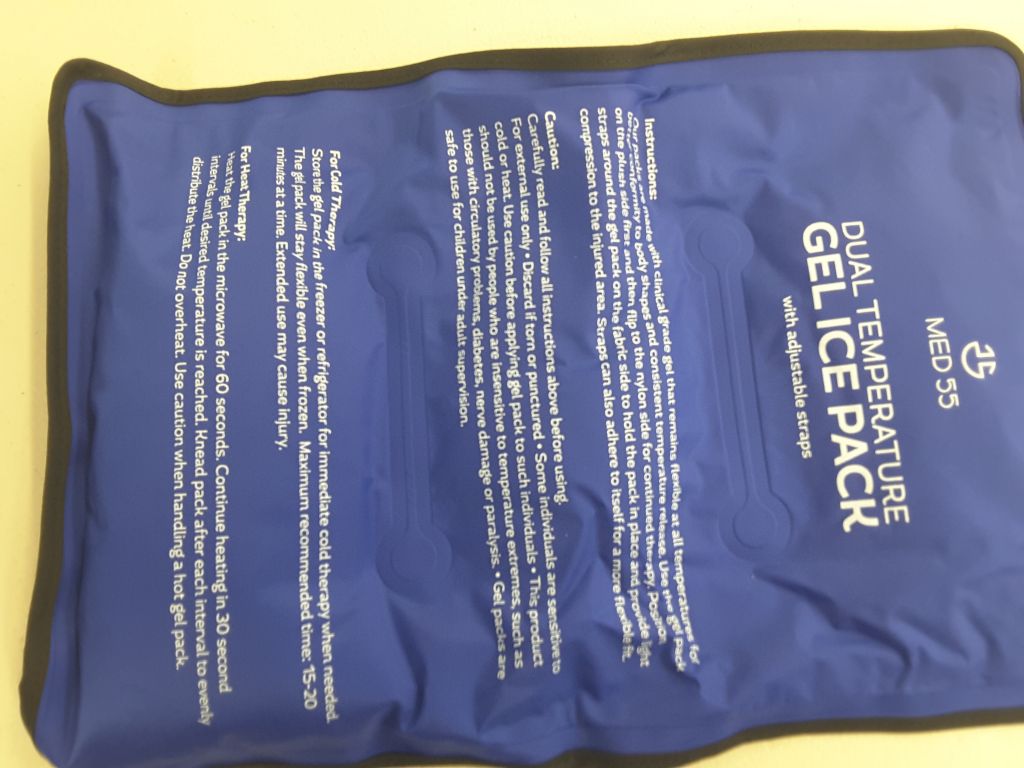 MED 55
DUAL TEMPERATURE
GEL ICE PACK
with adjustable straps
Instructions:
Our packs are made with clinical grade gel that remains flexible at all temperatures for
conformity to body shapes and consistent temperature release. Use the gel pack
on the plush side first and then flip to the nylon side for continued therapy. Position
straps around the gel pack on the fabric side to hold the pack in place and provide light
compression to the injured area. Straps can also adhere to itself for a more flexible fit.
Caution:
Carefully read and follow all instructions above before using.
For external use only • Discard if torn or punctured • Some individuals are sensitive to
cold or heat. Use caution before applying gel pack to such individuals • This product
should not be used by people who are insensitive to temperature extremes, such as
those with circulatory problems, diabetes, nerve damage or paralysis. • Gel packs are
safe to use for children under adult supervision.
For Cold Therapy:
Store the gel pack in the freezer or refrigerator for immediate cold therapy when needed.
The gel pack will stay flexible even when frozen. Maximum recommended time: 15-20
minutes at a time. Extended use may cause injury.
For Heat Therapy:
Heat the gel pack in the microwave for 60 seconds. Continue heating in 30 second
intervals until desired temperature is reached. Knead pack after each interval to evenly
distribute the heat. Do not overheat. Use caution when handling a hot gel pack.